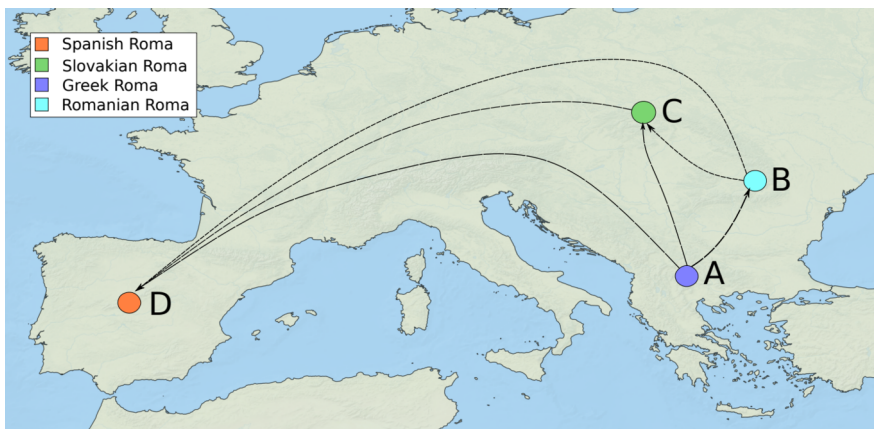 Spanish Roma
Slovakian Roma
Greek Roma
Romanian Roma
C
B
A
D